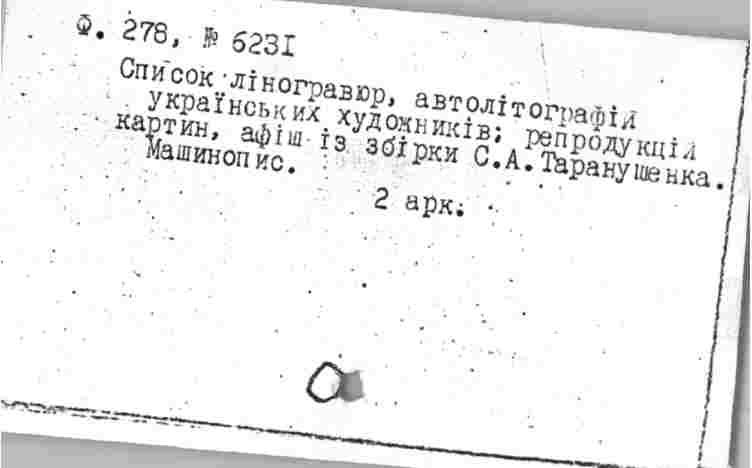 Ф. 278, № 6231
Список ліногравюр, автолітографій
українських художників; репродукцій
картин, афіш із збірки С.А.Таранушенка.
Машинопис.
2 арк.